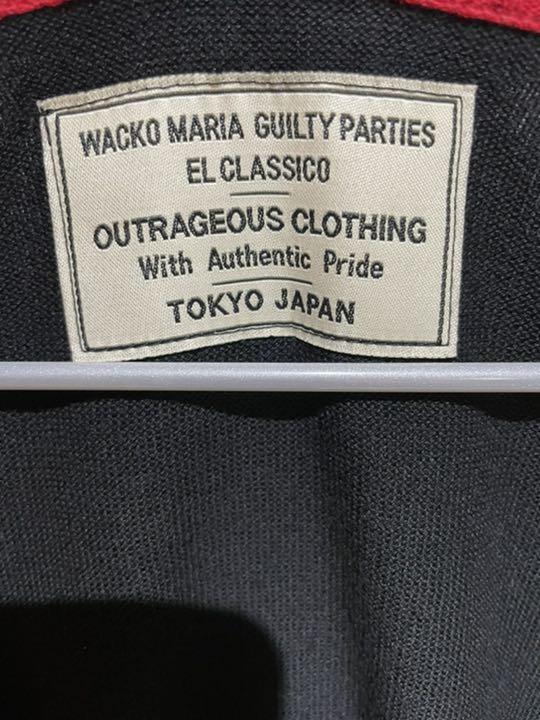 WACKO MARIA GUILTY PARTIES
EL CLASSICO
OUTRAGEOUS CLOTHING
With Authentic Pride
TOKYO JAPAN